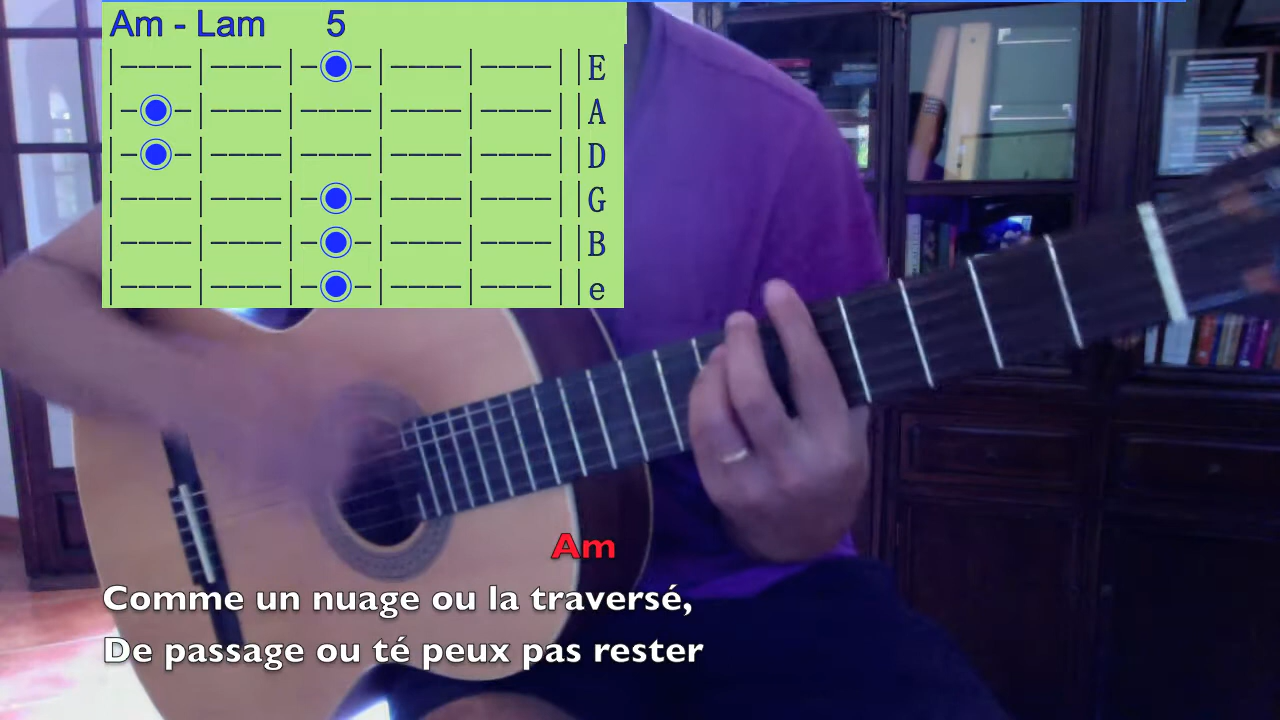 Am - Lam 5
E
A
D
G
B
e
Am
Comme un nuage ou la traversé,
De passage ou té peux pas rester